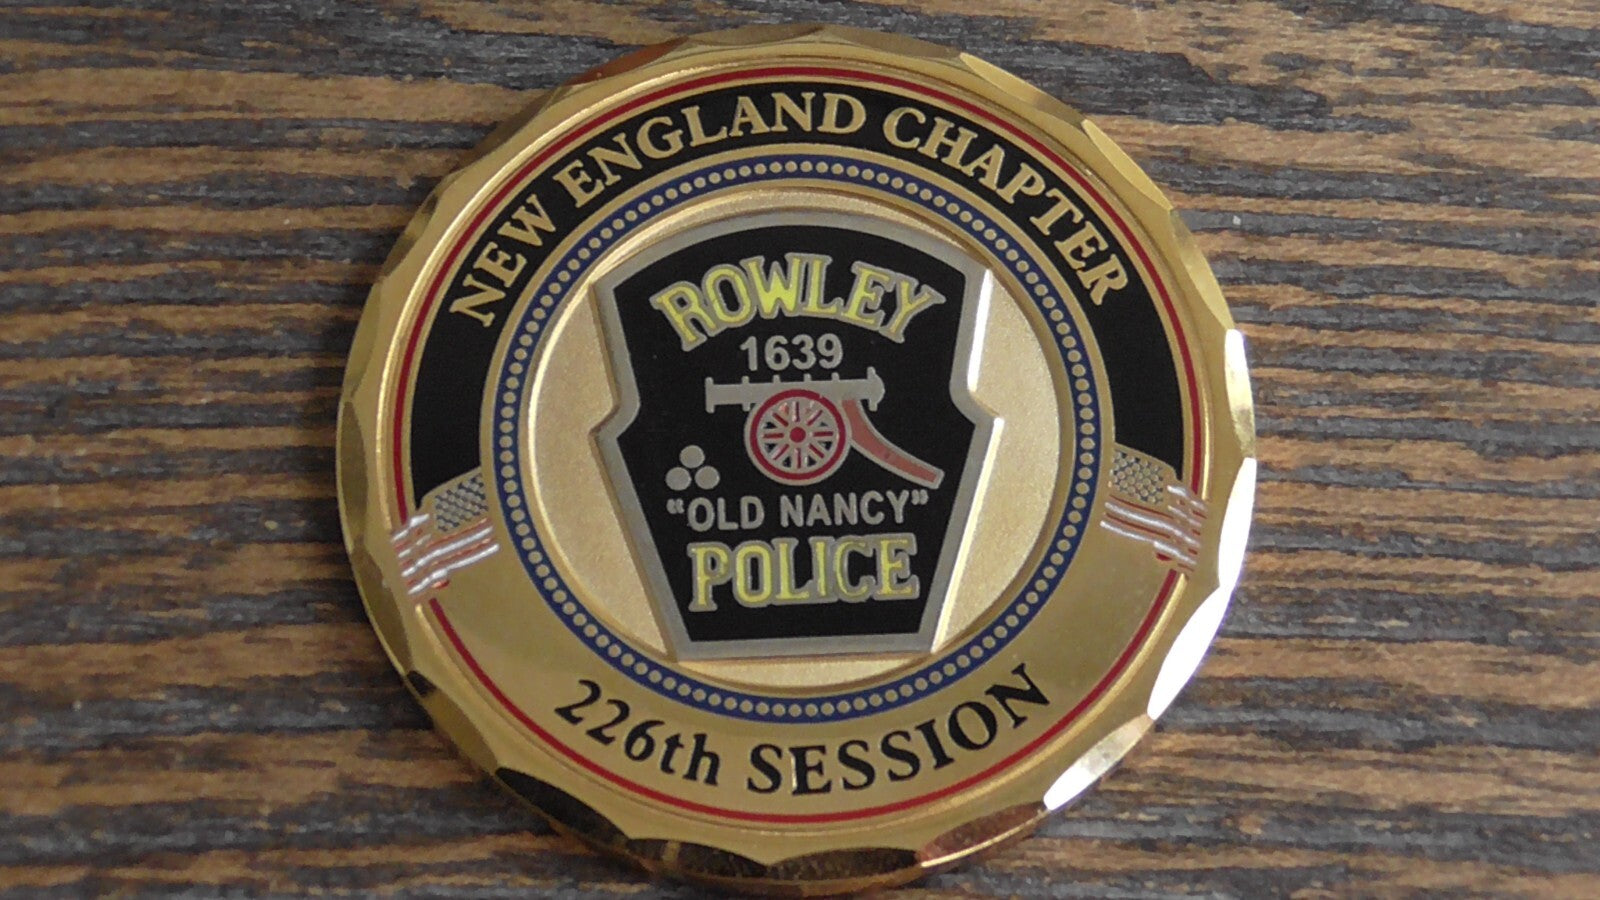 NEW ENGLAND CHAPTER
ROWLEY
1639
"OLD NANCY"
POLICE
226th SESSION